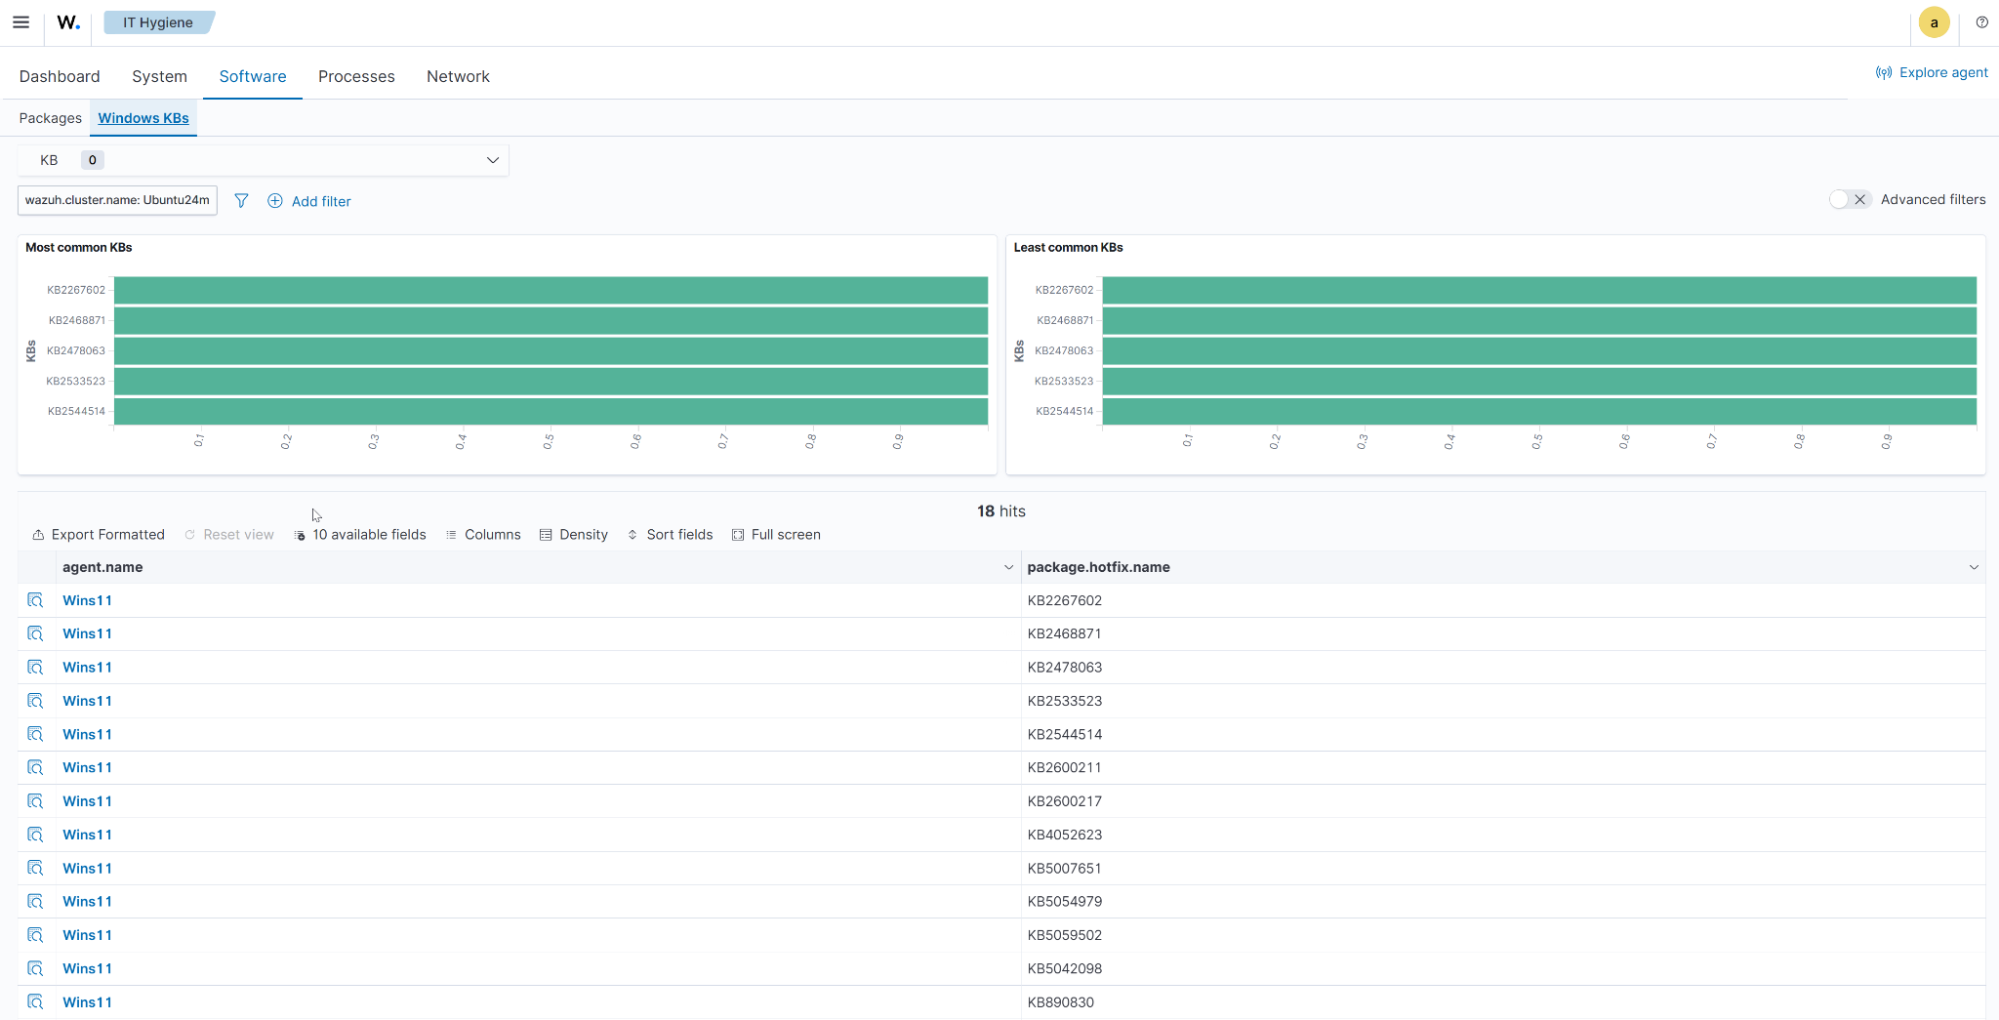 W. IT Hygiene a
Dashboard System Software Processes Network Explore agent
Packages Windows KBs
KB 0
wazuh.cluster.name: Ubuntu24m Add filter Advanced filters
Most common KBs
KBs
KB2267602
KB2468871
KB2478063
KB2533523
KB2544514
0.1 0.2 0.3 0.4 0.5 0.6 0.7 0.8 0.9
Least common KBs
KBs
KB2267602
KB2468871
KB2478063
KB2533523
KB2544514
0.1 0.2 0.3 0.4 0.5 0.6 0.7 0.8 0.9
18 hits
Export Formatted Reset view 10 available fields Columns Density Sort fields Full screen
agent.name package.hotfix.name
Wins11 KB2267602
Wins11 KB2468871
Wins11 KB2478063
Wins11 KB2533523
Wins11 KB2544514
Wins11 KB2600211
Wins11 KB2600217
Wins11 KB4052623
Wins11 KB5007651
Wins11 KB5054979
Wins11 KB5059502
Wins11 KB5042098
Wins11 KB890830